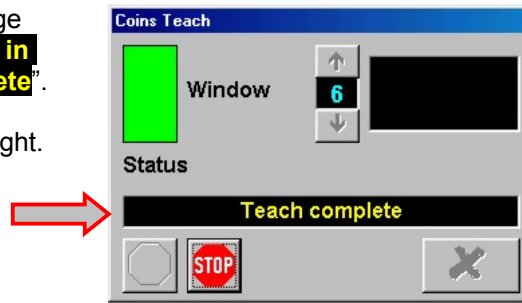 ge
in
ete”.
ght.
Coins Teach
Window
6
Status
Teach complete
STOP